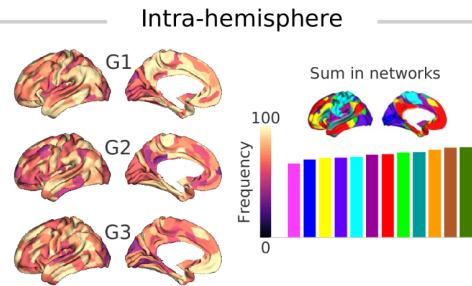 Intra-hemisphere
G1
G2
G3
Sum in networks
100
Frequency
0